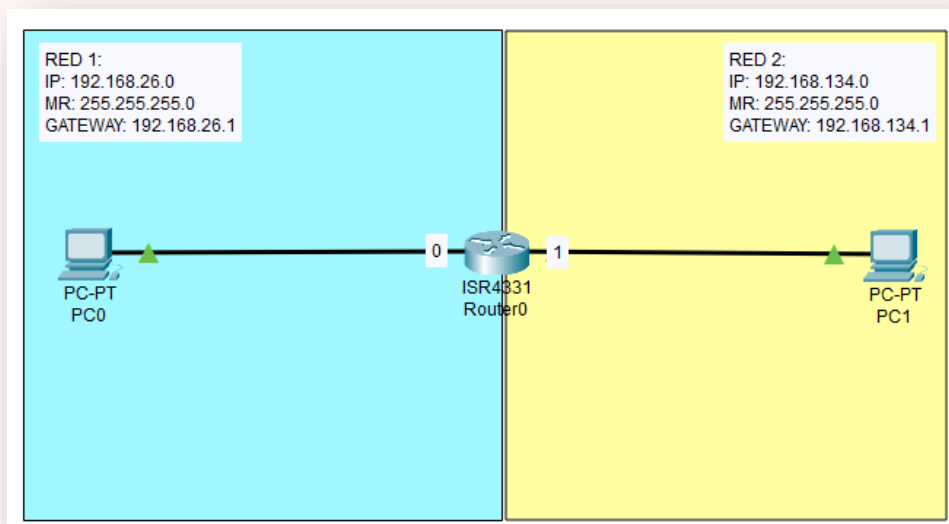 RED 1:
IP: 192.168.26.0
MR: 255.255.255.0
GATEWAY: 192.168.26.1
RED 2:
IP: 192.168.134.0
MR: 255.255.255.0
GATEWAY: 192.168.134.1
0
1
PC-PT
PC0
ISR4331
Router0
PC-PT
PC1